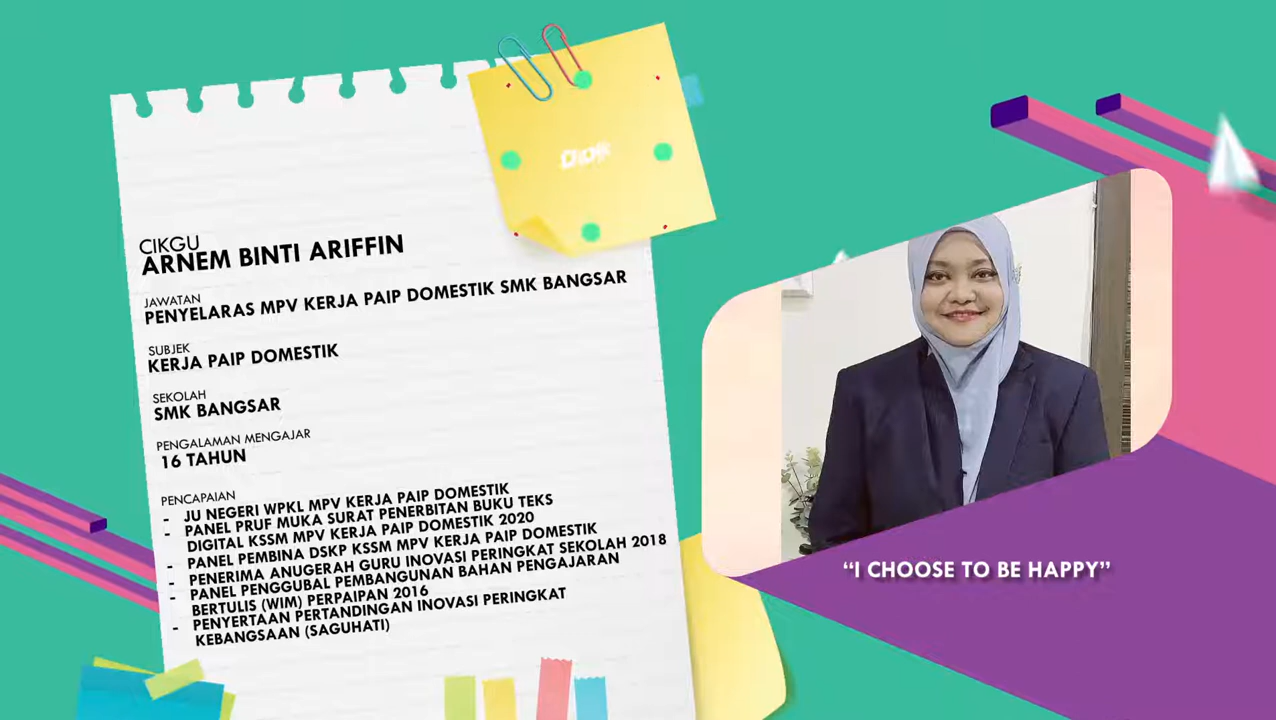 CIKGU
ARNEM BINTI ARIFFIN
JAWATAN
PENYELARAS MPV KERJA PAIP DOMESTIK SMK BANGSAR
SUBJEK
KERJA PAIP DOMESTIK
SEKOLAH
SMK BANGSAR
PENGALAMAN MENGAJAR
16 TAHUN
PENCAPAIAN
- JU NEGERI WPKL MPV KERJA PAIP DOMESTIK
- PANEL PRUF MUKA SURAT PENERBITAN BUKU TEKS
DIGITAL KSSM MPV KERJA PAIP DOMESTIK 2020
- PANEL PEMBINA DSKP KSSM MPV KERJA PAIP DOMESTIK
- PENERIMA ANUGERAH GURU INOVASI PERINGKAT SEKOLAH 2018
- PANEL PENGGUBAL PEMBANGUNAN BAHAN PENGAJARAN
BERTULIS (WIM) PERPAIPAN 2016
- PENYERTAAN PERTANDINGAN INOVASI PERINGKAT
KEBANGSAAN (SAGUHATI)
“I CHOOSE TO BE HAPPY”